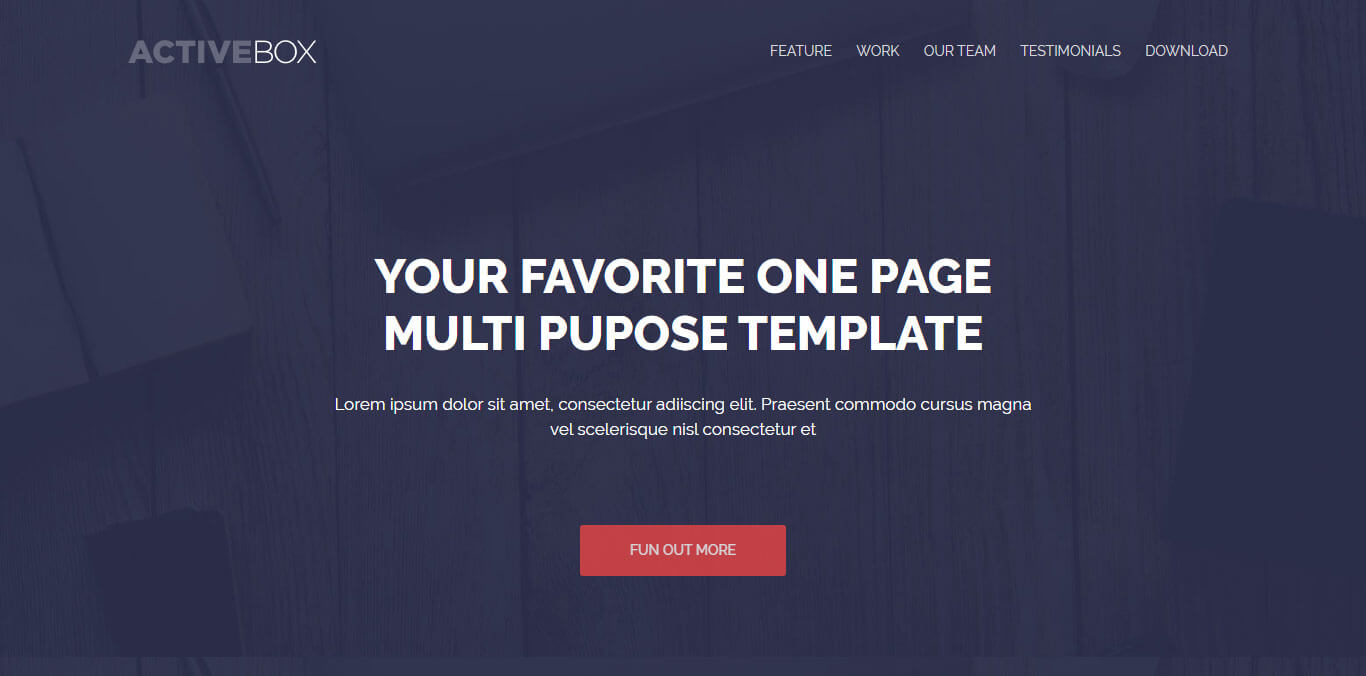 ACTIVEBOX
FEATURE WORK OUR TEAM TESTIMONIALS DOWNLOAD
YOUR FAVORITE ONE PAGE
MULTI PUPOSE TEMPLATE
Lorem ipsum dolor sit amet, consectetur adiiscing elit. Praesent commodo cursus magna
vel scelerisque nisl consectetur et
FUN OUT MORE